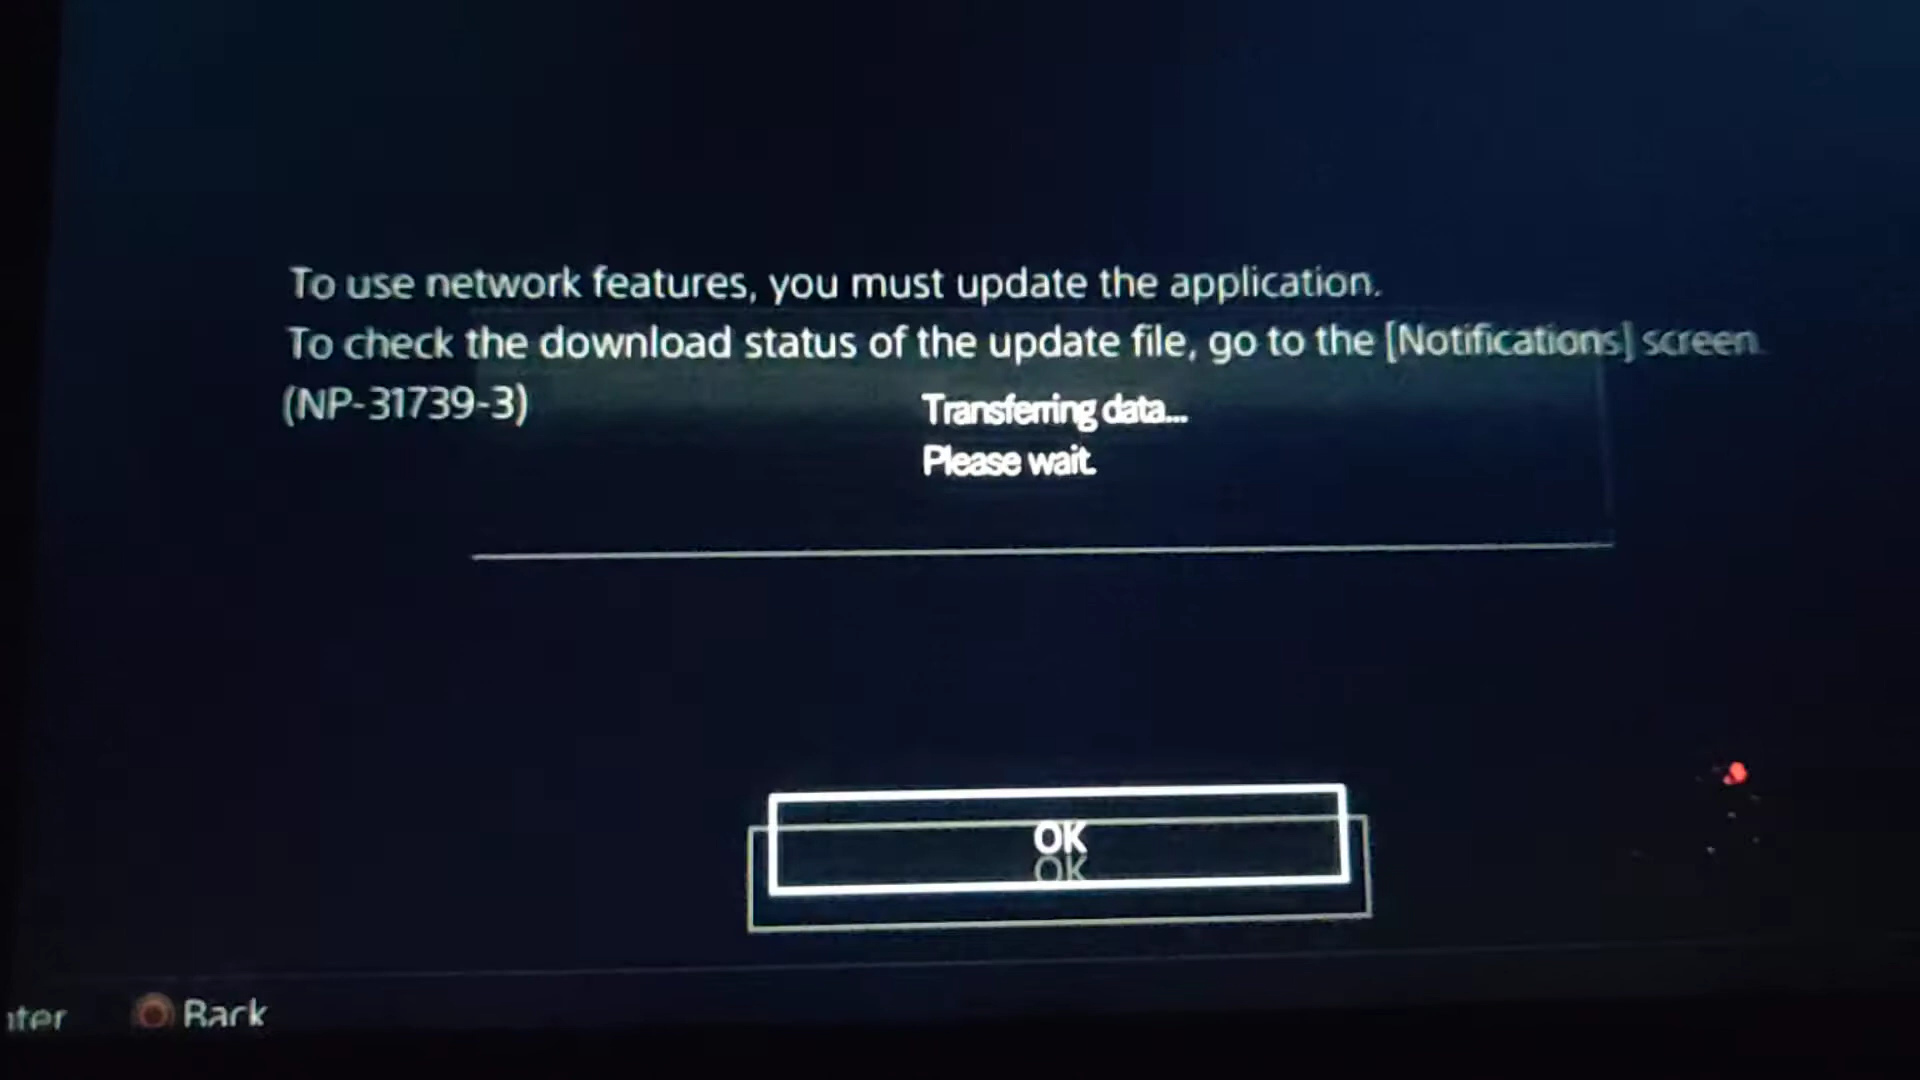 To use network features, you must update the application.
To check the download status of the update file, go to the [Notifications] screen.
(NP-31739-3)
Transferring data...
Please wait.
OK
OK
nter
Back